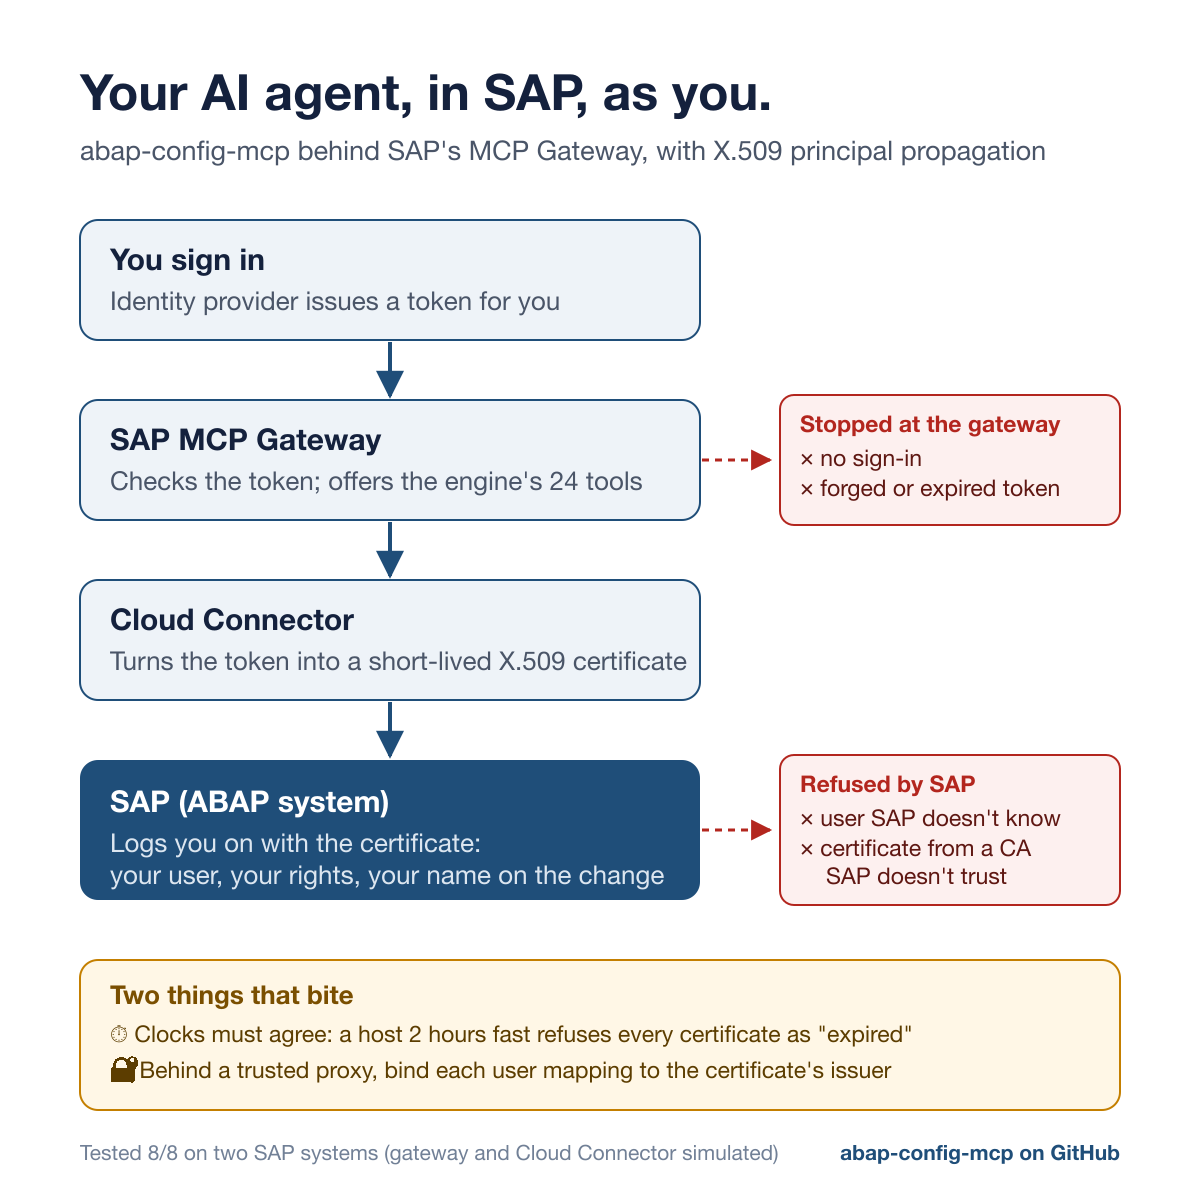 Your AI agent, in SAP, as you.
abap-config-mcp behind SAP's MCP Gateway, with X.509 principal propagation
You sign in
Identity provider issues a token for you
SAP MCP Gateway
Checks the token; offers the engine's 24 tools
Stopped at the gateway
× no sign-in
× forged or expired token
Cloud Connector
Turns the token into a short-lived X.509 certificate
SAP (ABAP system)
Logs you on with the certificate:
your user, your rights, your name on the change
Refused by SAP
× user SAP doesn't know
× certificate from a CA
SAP doesn't trust
Two things that bite
⏱ Clocks must agree: a host 2 hours fast refuses every certificate as "expired"
🔐 Behind a trusted proxy, bind each user mapping to the certificate's issuer
Tested 8/8 on two SAP systems (gateway and Cloud Connector simulated)
abap-config-mcp on GitHub